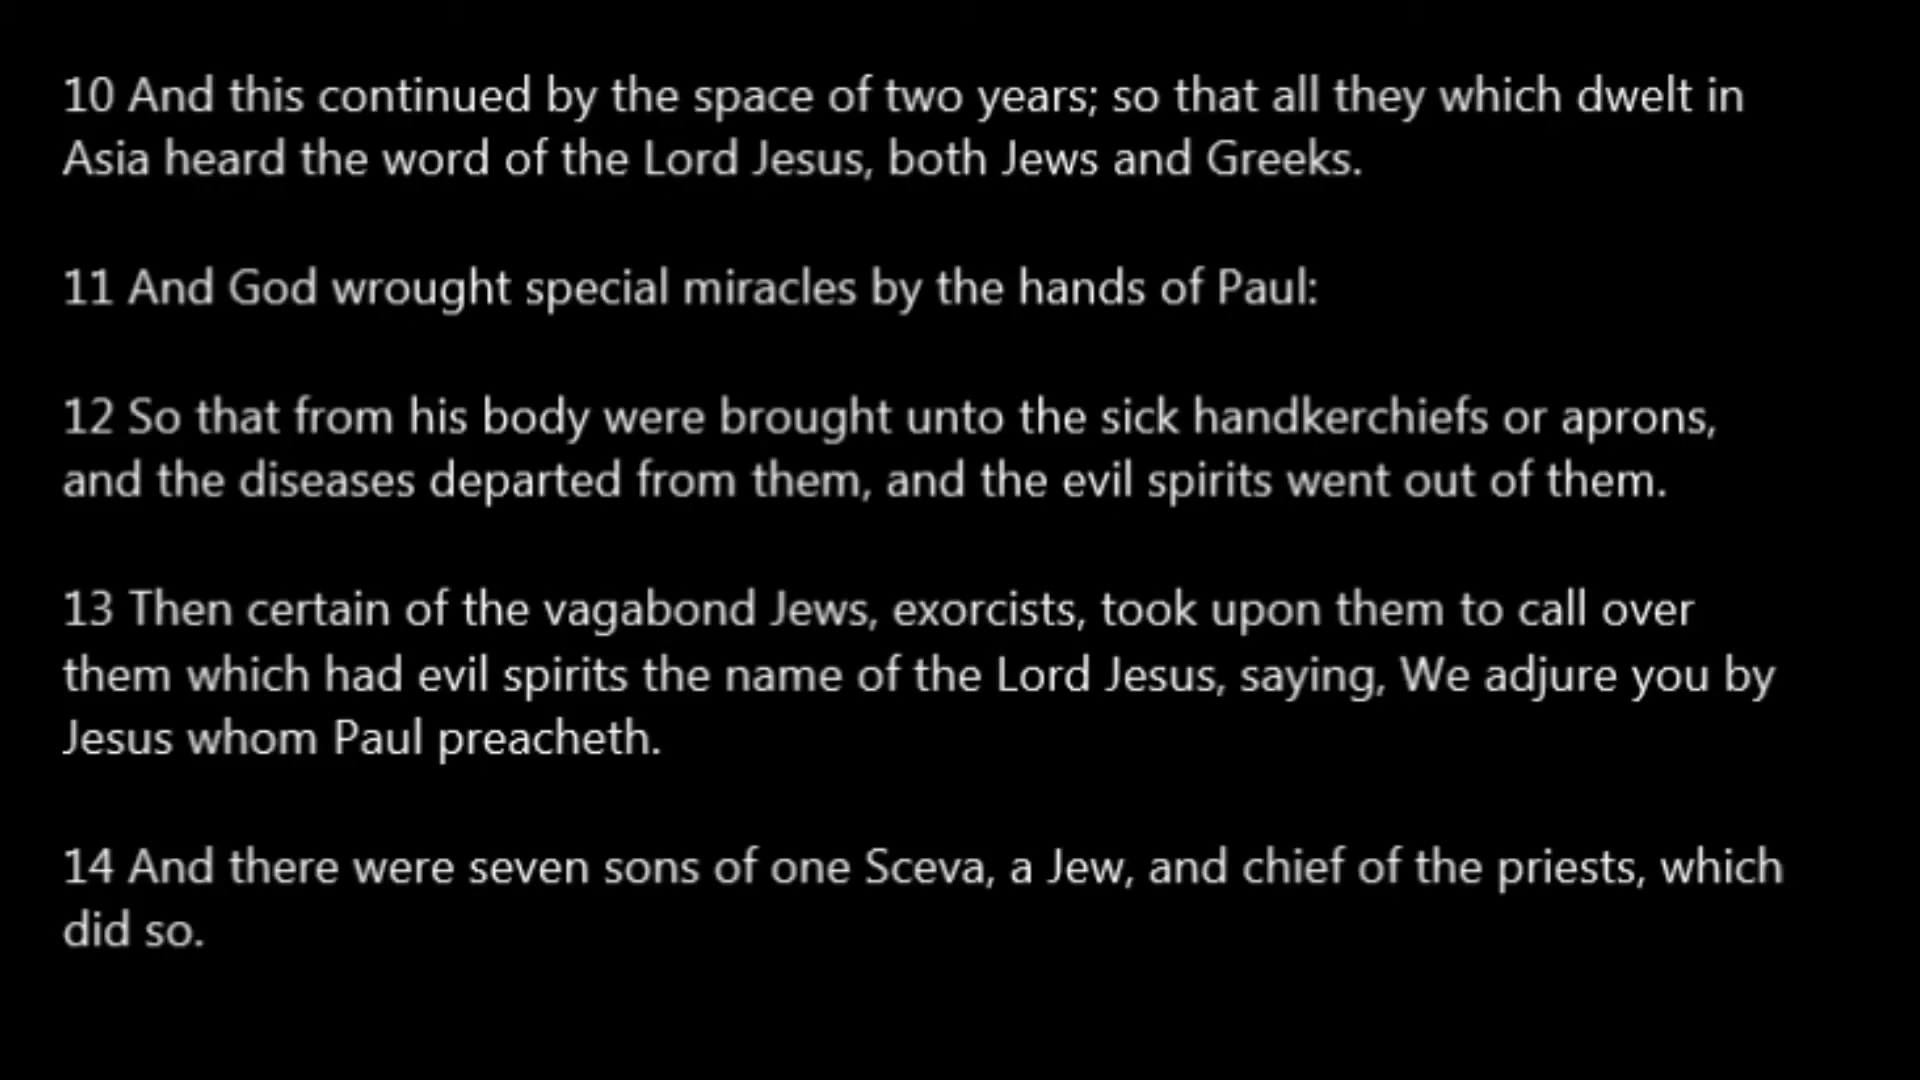 10 And this continued by the space of two years; so that all they which dwelt in
Asia heard the word of the Lord Jesus, both Jews and Greeks.
11 And God wrought special miracles by the hands of Paul:
12 So that from his body were brought unto the sick handkerchiefs or aprons,
and the diseases departed from them, and the evil spirits went out of them.
13 Then certain of the vagabond Jews, exorcists, took upon them to call over
them which had evil spirits the name of the Lord Jesus, saying, We adjure you by
Jesus whom Paul preacheth.
14 And there were seven sons of one Sceva, a Jew, and chief of the priests, which
did so.